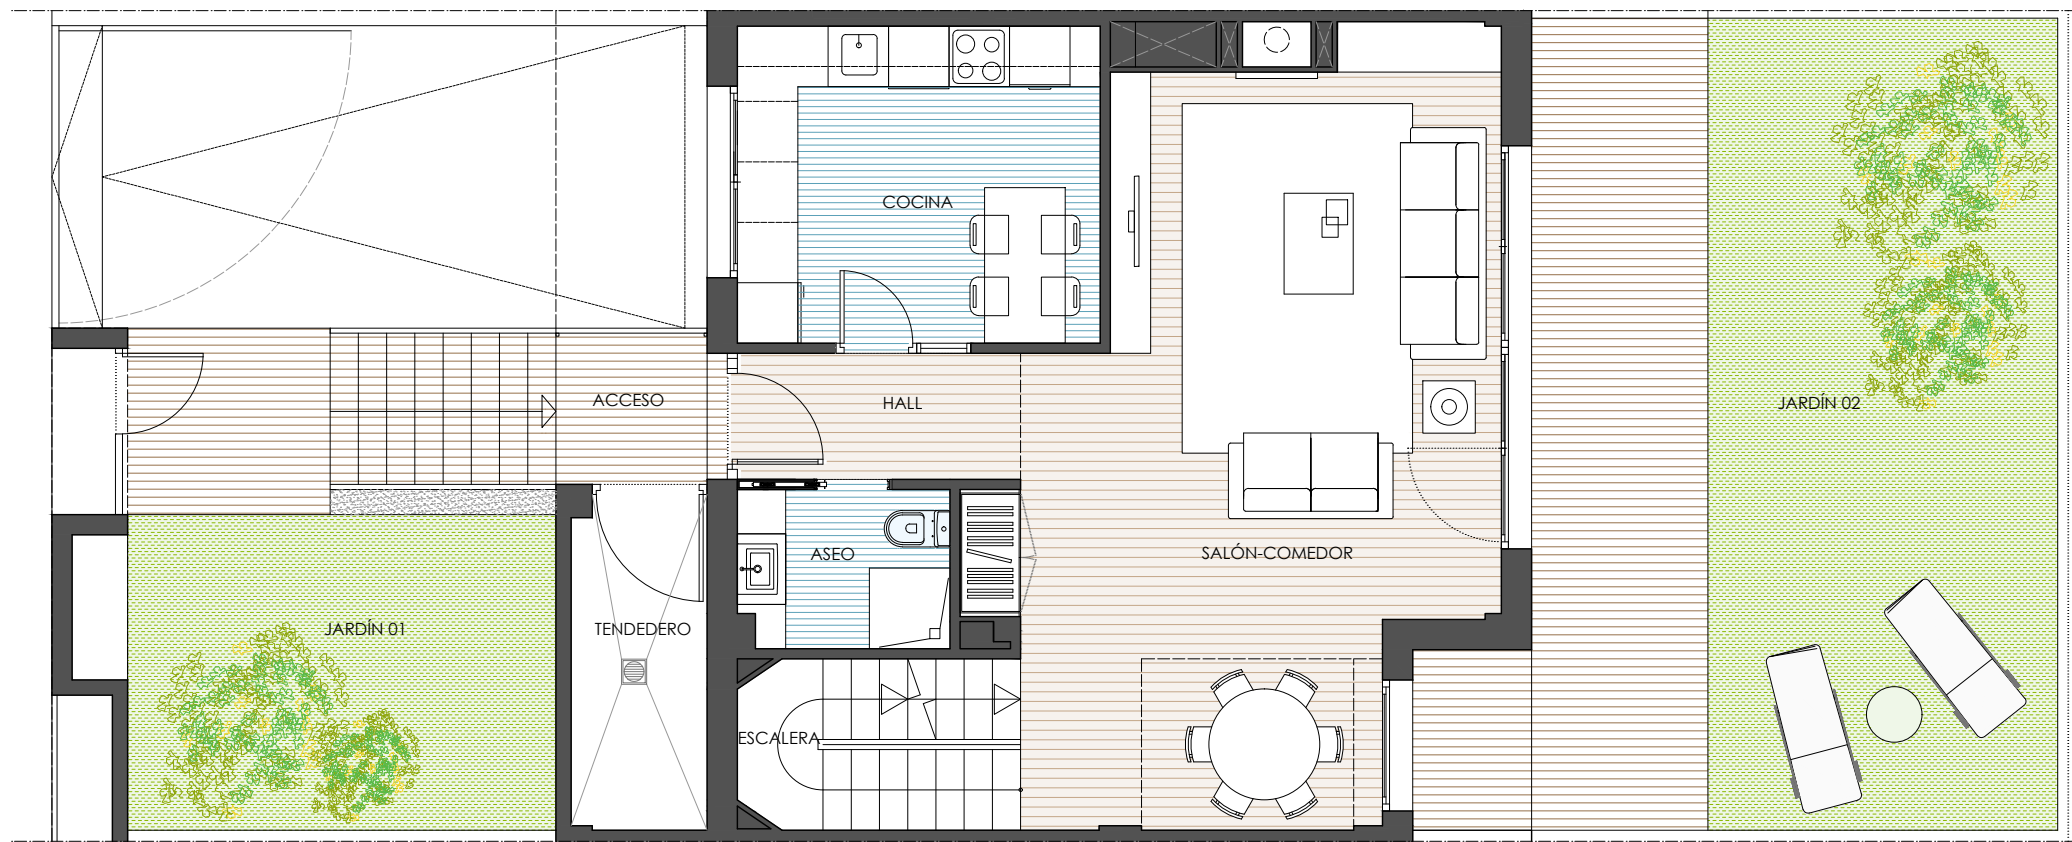 COCINA
ACCESO
HALL
JARDÍN 02
ASEO
SALÓN-COMEDOR
JARDÍN 01
TENDEDERO
ESCALERA